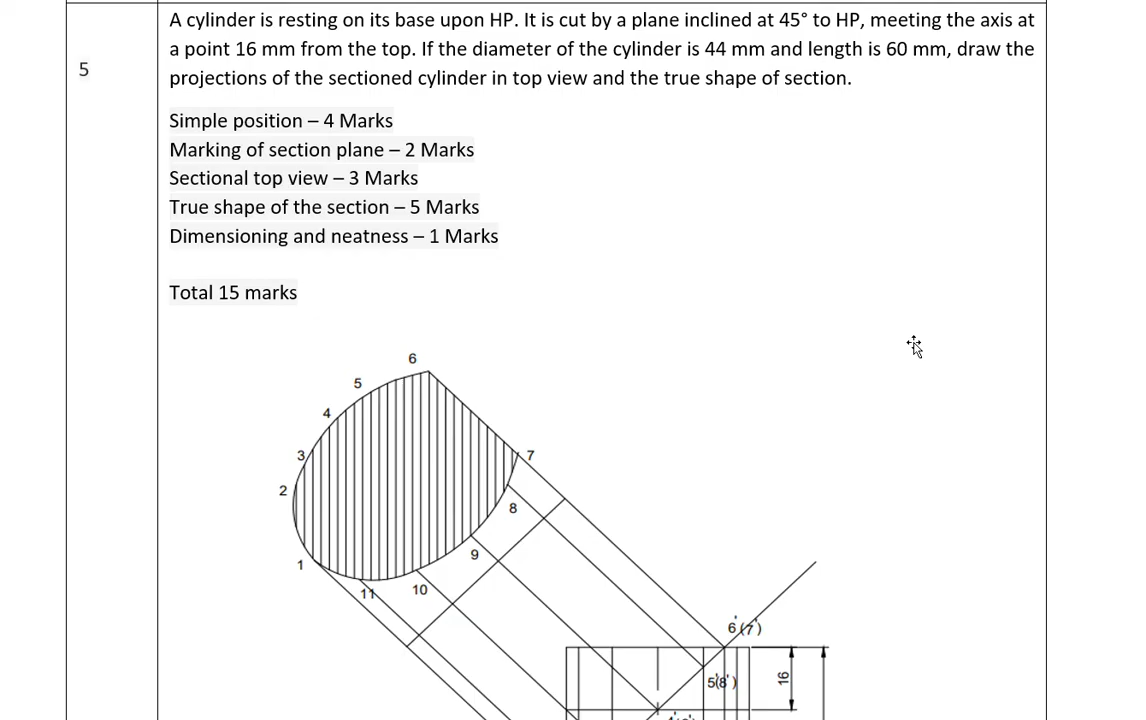 A cylinder is resting on its base upon HP. It is cut by a plane inclined at 45° to HP, meeting the axis at
a point 16 mm from the top. If the diameter of the cylinder is 44 mm and length is 60 mm, draw the
5
projections of the sectioned cylinder in top view and the true shape of section.
Simple position – 4 Marks
Marking of section plane – 2 Marks
Sectional top view – 3 Marks
True shape of the section – 5 Marks
Dimensioning and neatness – 1 Marks
Total 15 marks
6
5
4
3
7
2
8
9
1
10
11
6'(7')
5'(8')
16